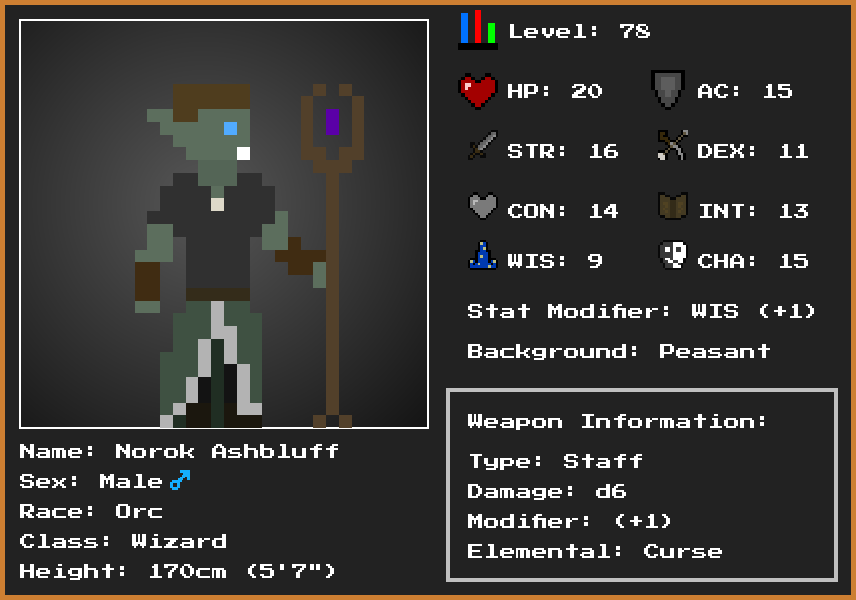 Level: 78
HP: 20
AC: 15
STR: 16
DEX: 11
CON: 14
INT: 13
WIS: 9
CHA: 15
Stat Modifier: WIS (+1)
Background: Peasant
Weapon Information:
Type: Staff
Damage: d6
Modifier: (+1)
Elemental: Curse
Name: Norok Ashbluff
Sex: Male♂
Race: Orc
Class: Wizard
Height: 170cm (5'7")